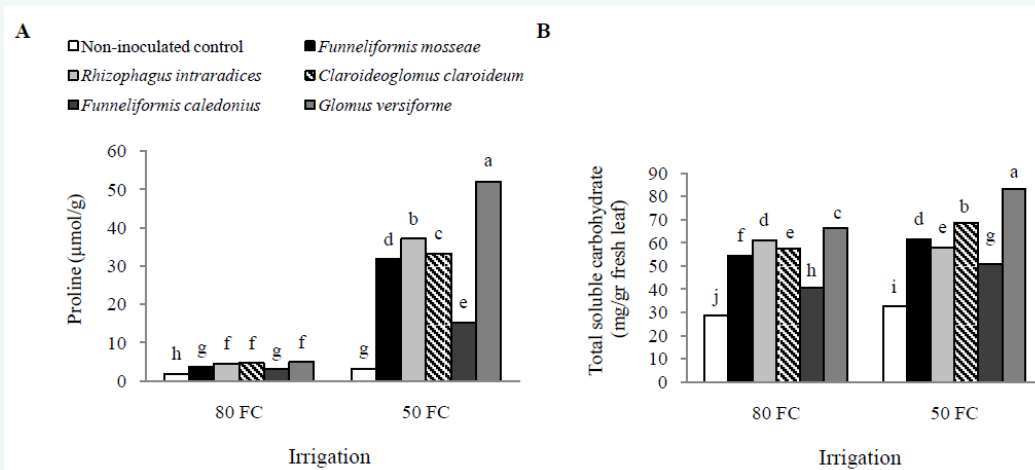 A
B
Non-inoculated control
Funneliformis mosseae
Rhizophagus intraradices
Claroideoglomus claroideum
Funneliformis caledonius
Glomus versiforme
Proline (µmol/g)
60
50
40
30
20
10
0
h g f f g f
g d b c e a
80 FC 50 FC
Irrigation
Total soluble carbohydrate
(mg/gr fresh leaf)
90
80
70
60
50
40
30
20
10
0
j f d e h c
i d e b g a
80 FC 50 FC
Irrigation